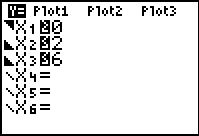 X= Plot1 Plot2 Plot3
X1 0
X2 2
X3 6
X4=
X5=
X6=